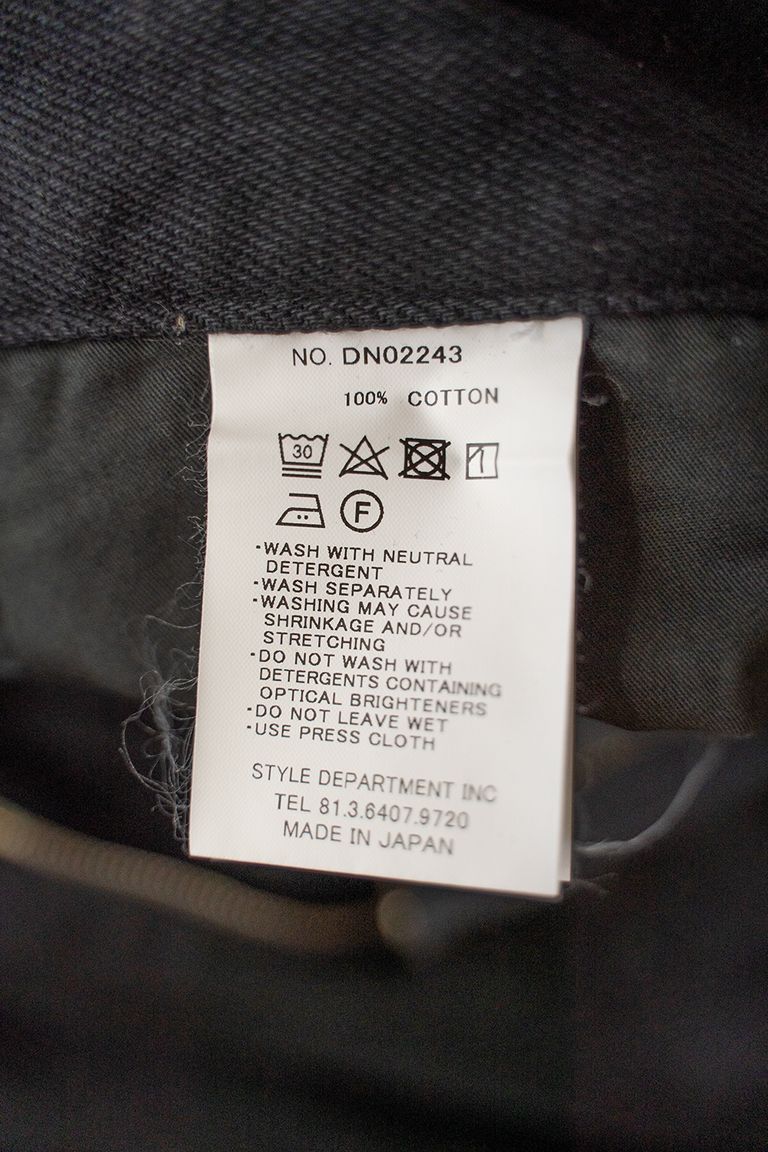 NO. DN02243
100% COTTON
30
F
·WASH WITH NEUTRAL
DETERGENT
·WASH SEPARATELY
·WASHING MAY CAUSE
SHRINKAGE AND/OR
STRETCHING
·DO NOT WASH WITH
DETERGENTS CONTAINING
OPTICAL BRIGHTENERS
·DO NOT LEAVE WET
·USE PRESS CLOTH
STYLE DEPARTMENT INC
TEL 81.3.6407.9720
MADE IN JAPAN